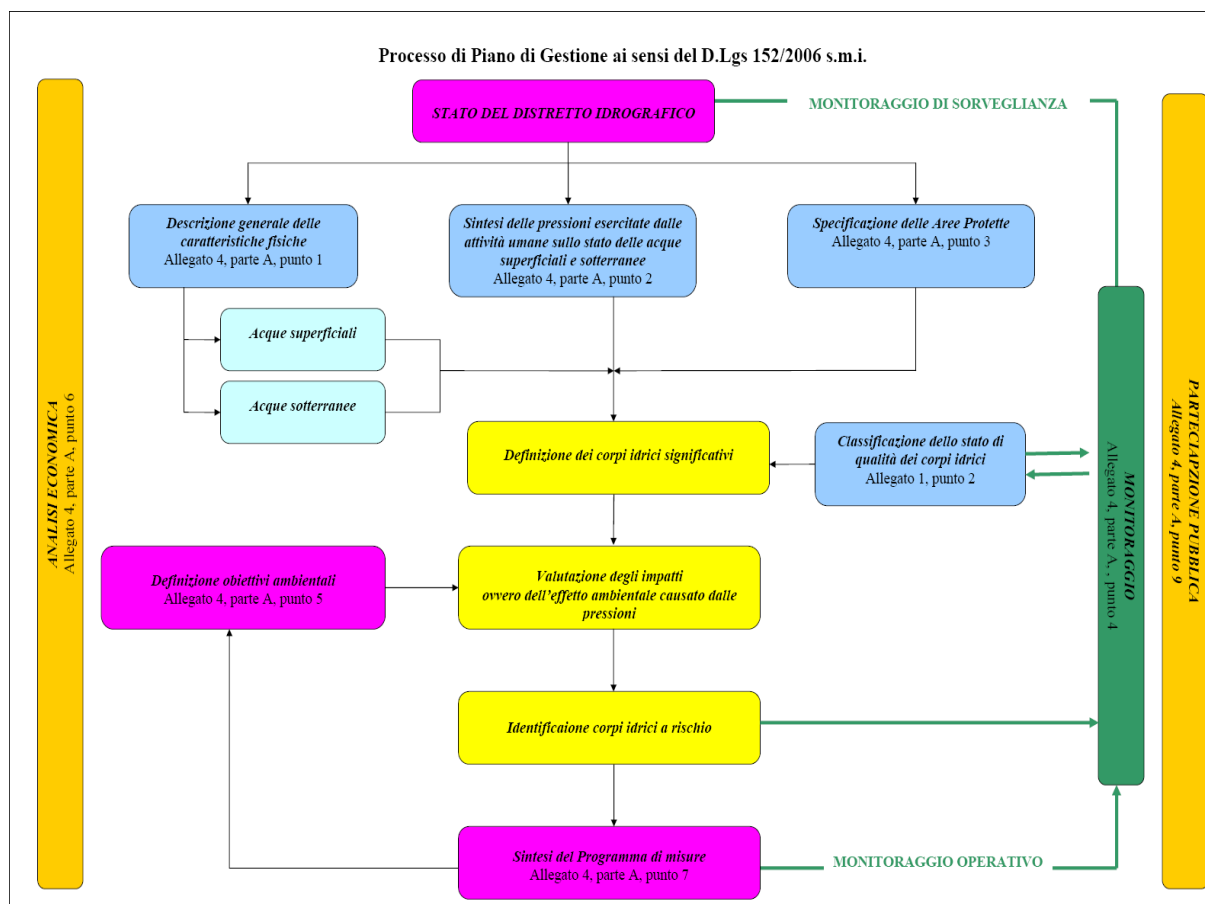 Processo di Piano di Gestione ai sensi del D.Lgs 152/2006 s.m.i.
STATO DEL DISTRETTO IDROGRAFICO
MONITORAGGIO DI SORVEGLIANZA
Descrizione generale delle
caratteristiche fisiche
Allegato 4, parte A, punto 1
Sintesi delle pressioni esercitate dalle
attività umane sullo stato delle acque
superficiali e sotterranee
Allegato 4, parte A, punto 2
Specificazione delle Aree Protette
Allegato 4, parte A, punto 3
Acque superficiali
Acque sotterranee
Definizione dei corpi idrici significativi
Classificazione dello stato di
qualità dei corpi idrici
Allegato 1, punto 2
Definizione obiettivi ambientali
Allegato 4, parte A, punto 5
Valutazione degli impatti
ovvero dell'effetto ambientale causato dalle
pressioni
Identificaione corpi idrici a rischio
Sintesi del Programma di misure
Allegato 4, parte A, punto 7
MONITORAGGIO OPERATIVO
ANALISI ECONOMICA
Allegato 4, parte A, punto 6
MONITORAGGIO
Allegato 4, parte A, , punto 4
PARTECIAPZIONE PUBBLICA
Allegato 4, parte A, punto 9